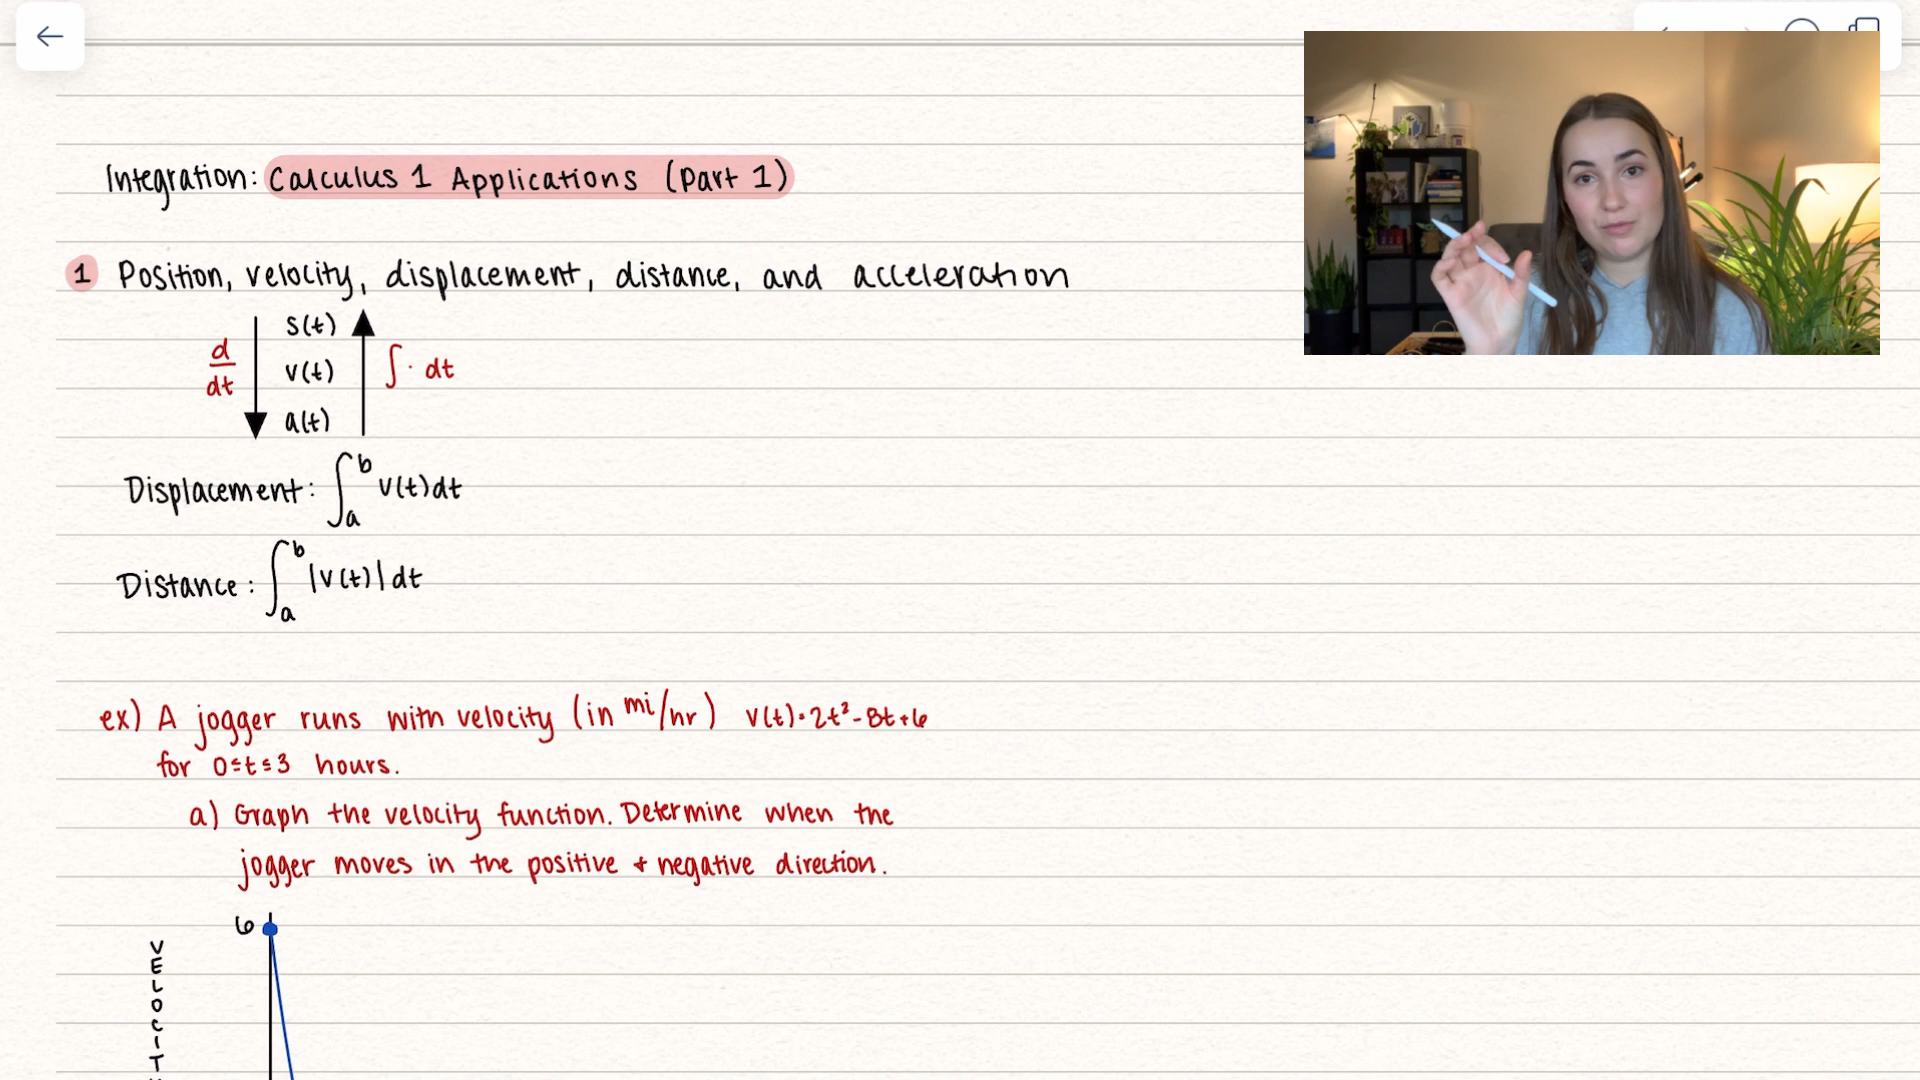 Integration: Calculus 1 Applications (Part 1)
1 Position, velocity, displacement, distance, and acceleration
s(t)
d/dt v(t) ∫· dt
a(t)
Displacement: ∫_a^b v(t)dt
Distance: ∫_a^b |v(t)|dt
ex) A jogger runs with velocity (in mi/hr) v(t)=2t²-8t+6
for 0≤t≤3 hours.
a) Graph the velocity function. Determine when the
jogger moves in the positive + negative direction.
6
VELOCIT